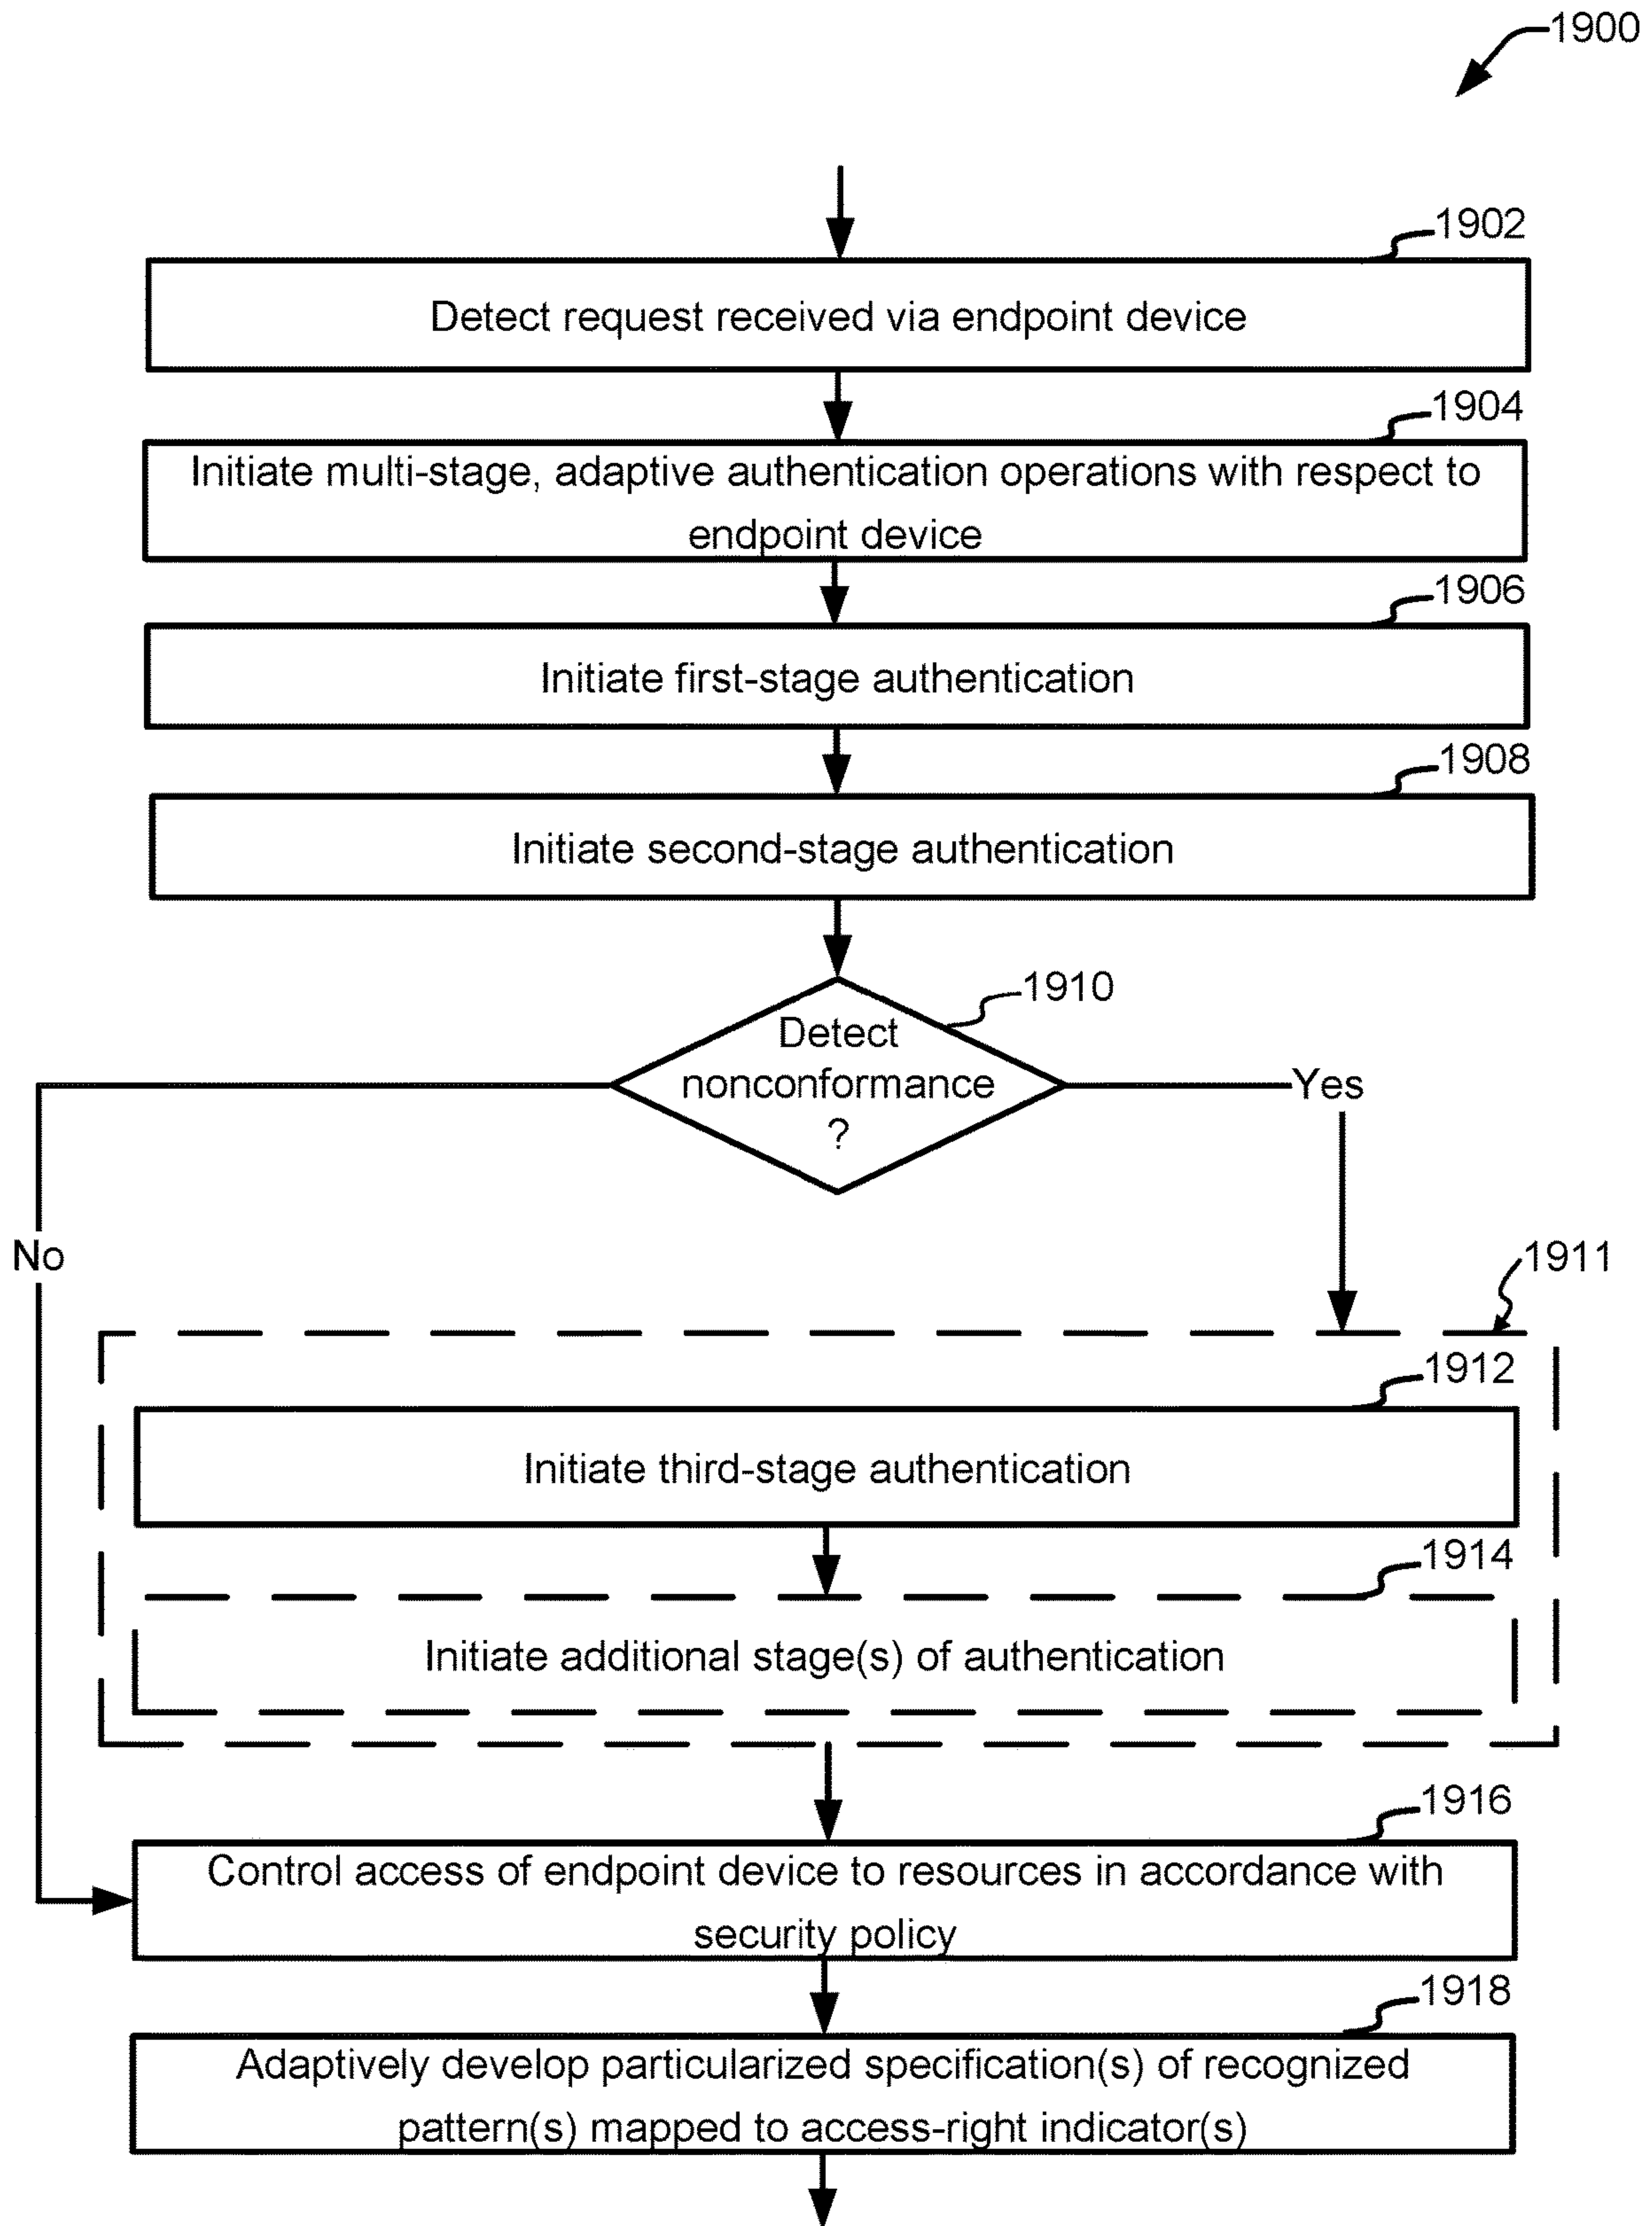 1900
1902
Detect request received via endpoint device
1904
Initiate multi-stage, adaptive authentication operations with respect to
endpoint device
1906
Initiate first-stage authentication
1908
Initiate second-stage authentication
1910
Detect
nonconformance
?
Yes
No
1911
1912
Initiate third-stage authentication
1914
Initiate additional stage(s) of authentication
1916
Control access of endpoint device to resources in accordance with
security policy
1918
Adaptively develop particularized specification(s) of recognized
pattern(s) mapped to access-right indicator(s)